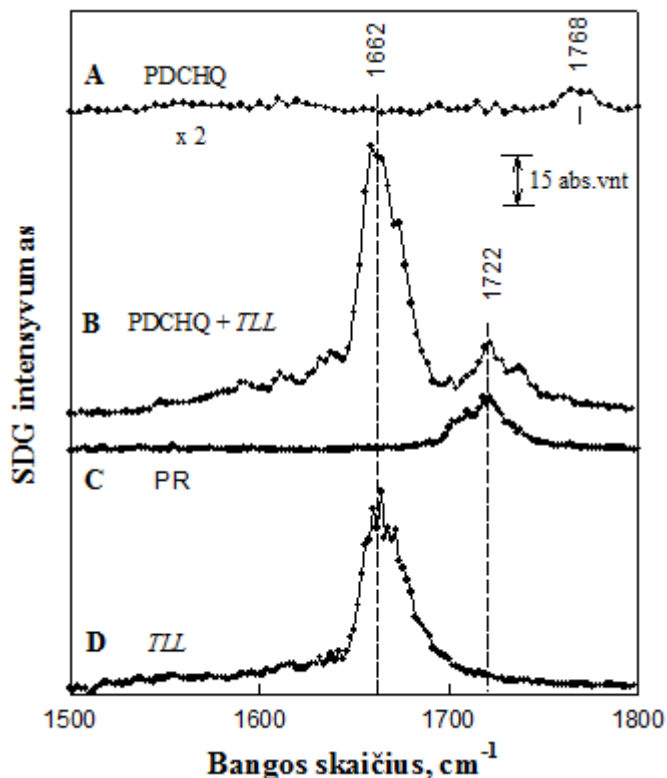 1662
1768
A PDCHQ
x 2
15 abs.vnt
1722
B PDCHQ + TLL
C PR
D TLL
SDG intensyvumas
1500 1600 1700 1800
Bangos skaičius, cm⁻¹